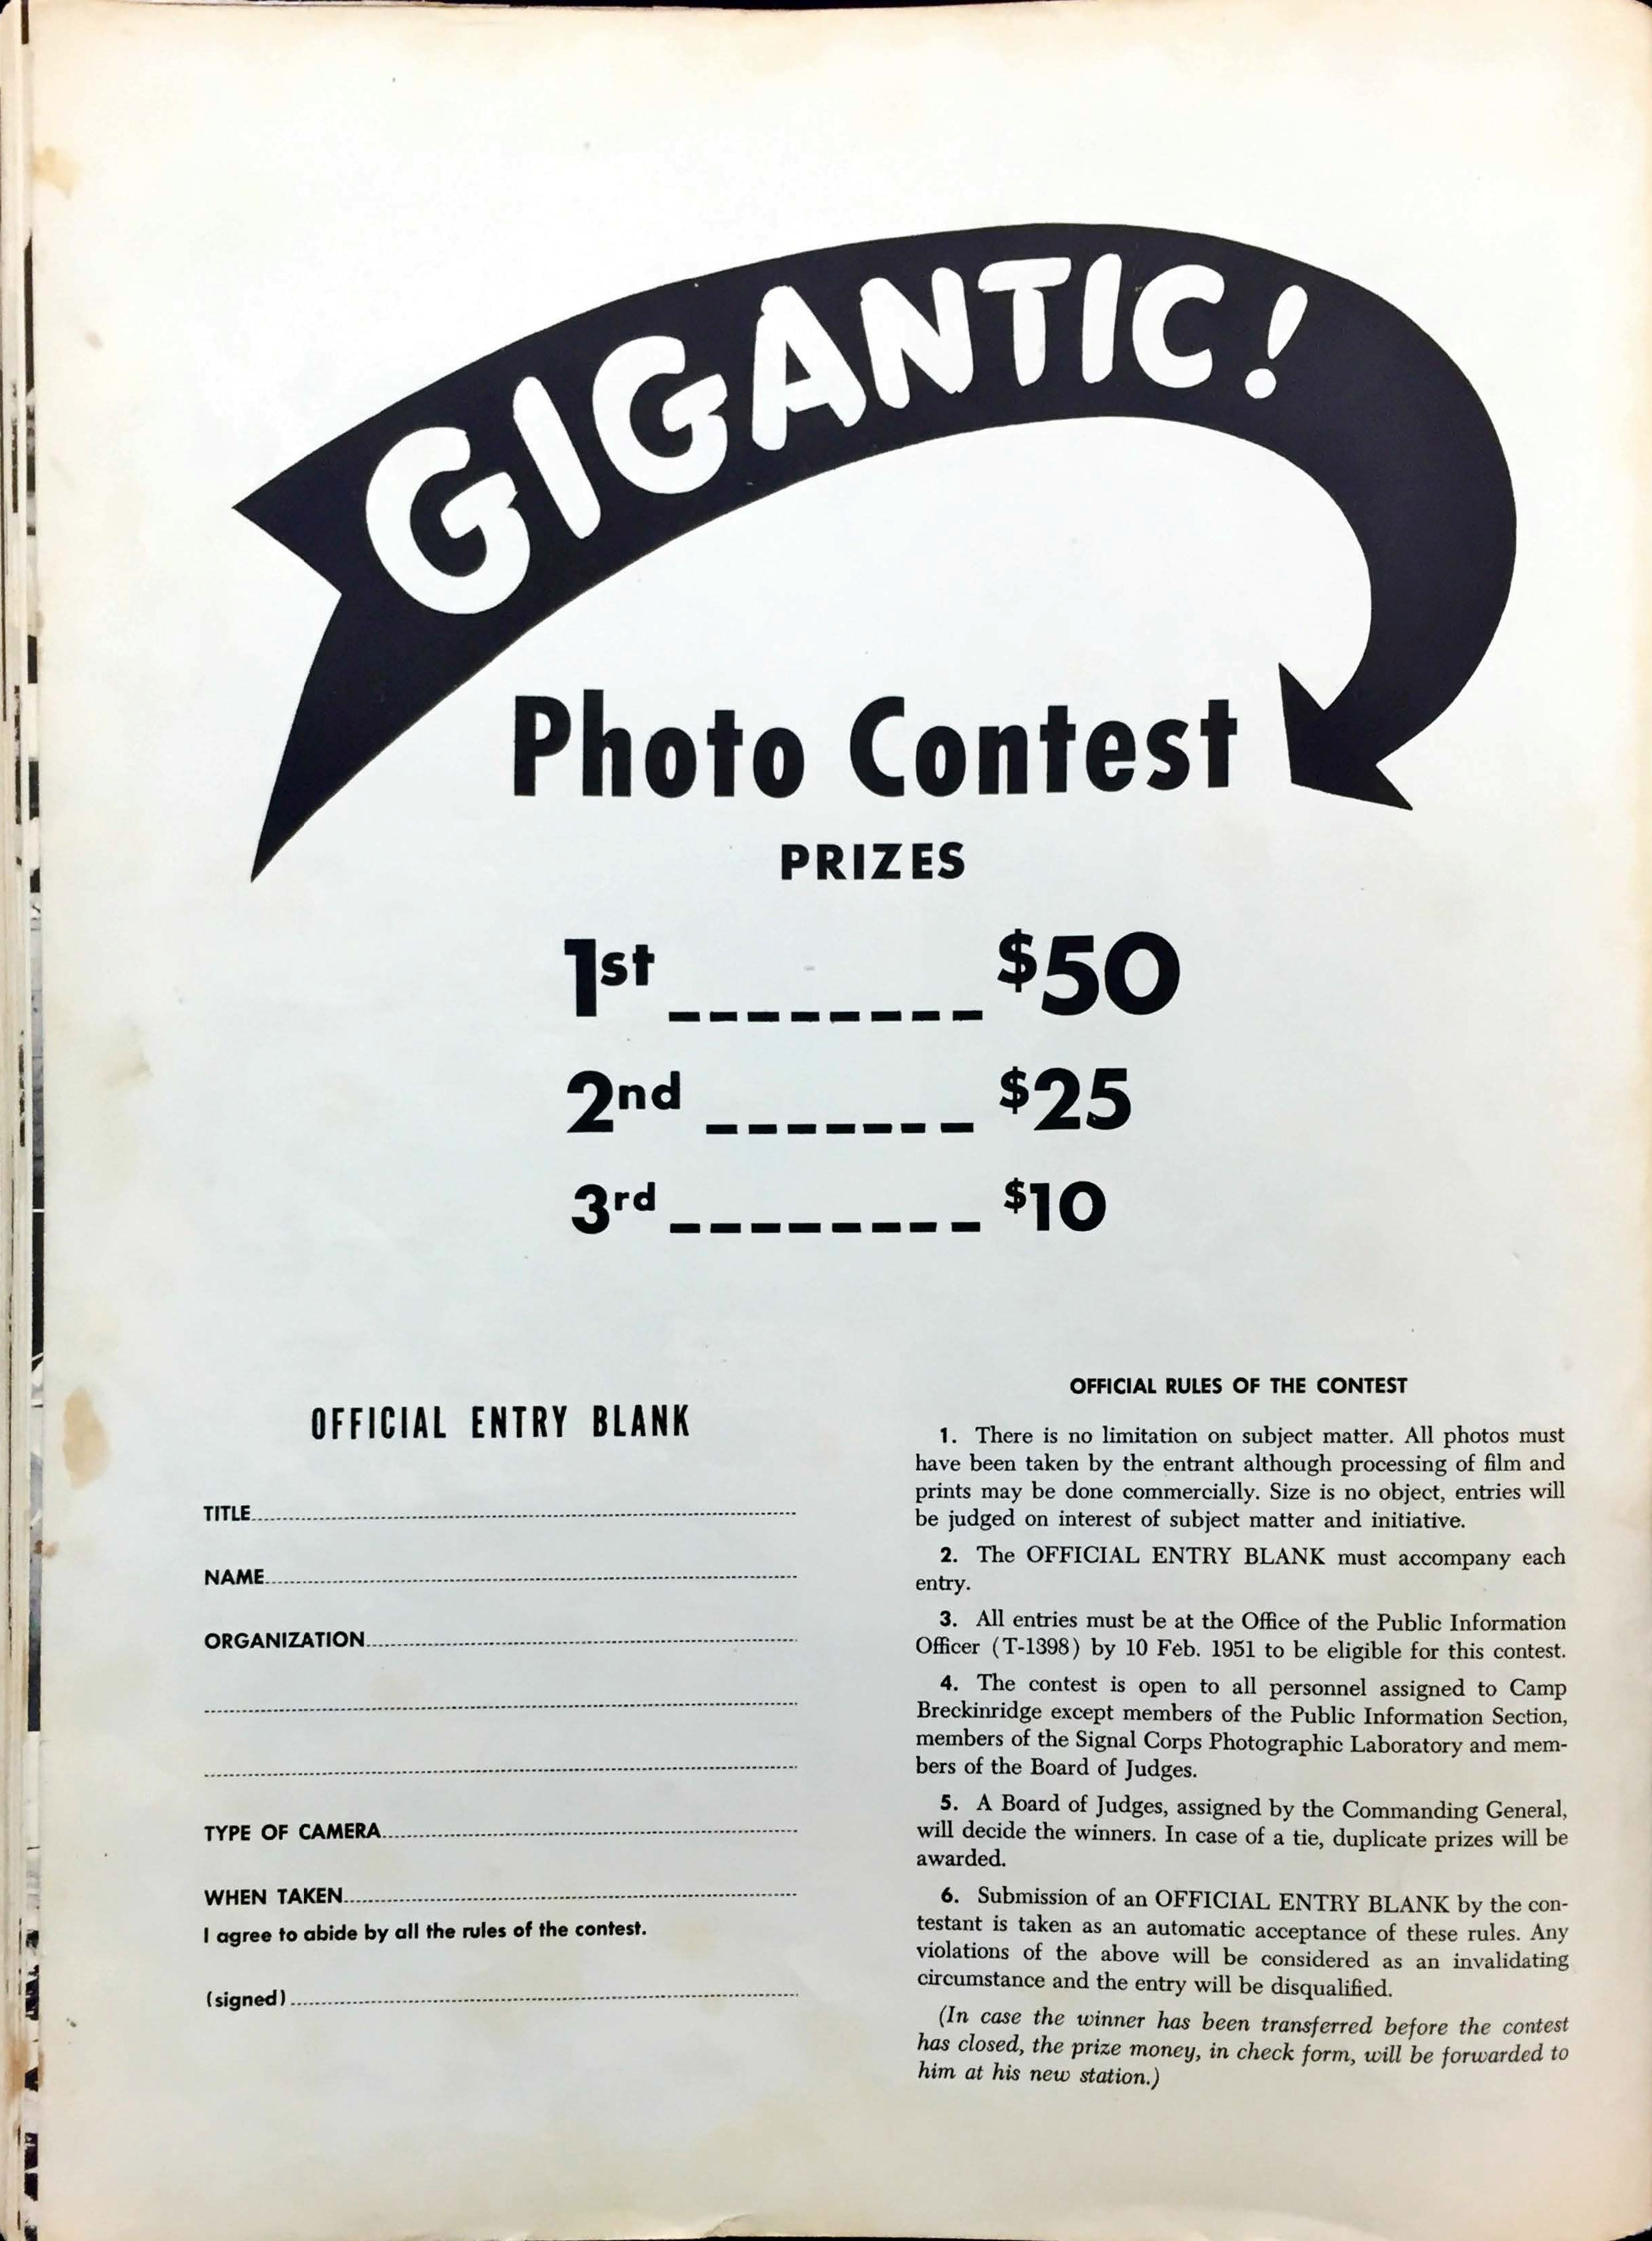 GIGANTIC!
Photo Contest
PRIZES
1st ________ $50
2nd _______ $25
3rd ________ $10
OFFICIAL ENTRY BLANK
TITLE
NAME
ORGANIZATION
TYPE OF CAMERA
WHEN TAKEN
I agree to abide by all the rules of the contest.
(signed)
OFFICIAL RULES OF THE CONTEST
1. There is no limitation on subject matter. All photos must
have been taken by the entrant although processing of film and
prints may be done commercially. Size is no object, entries will
be judged on interest of subject matter and initiative.
2. The OFFICIAL ENTRY BLANK must accompany each
entry.
3. All entries must be at the Office of the Public Information
Officer (T-1398) by 10 Feb. 1951 to be eligible for this contest.
4. The contest is open to all personnel assigned to Camp
Breckinridge except members of the Public Information Section,
members of the Signal Corps Photographic Laboratory and mem-
bers of the Board of Judges.
5. A Board of Judges, assigned by the Commanding General,
will decide the winners. In case of a tie, duplicate prizes will be
awarded.
6. Submission of an OFFICIAL ENTRY BLANK by the con-
testant is taken as an automatic acceptance of these rules. Any
violations of the above will be considered as an invalidating
circumstance and the entry will be disqualified.
(In case the winner has been transferred before the contest
has closed, the prize money, in check form, will be forwarded to
him at his new station.)